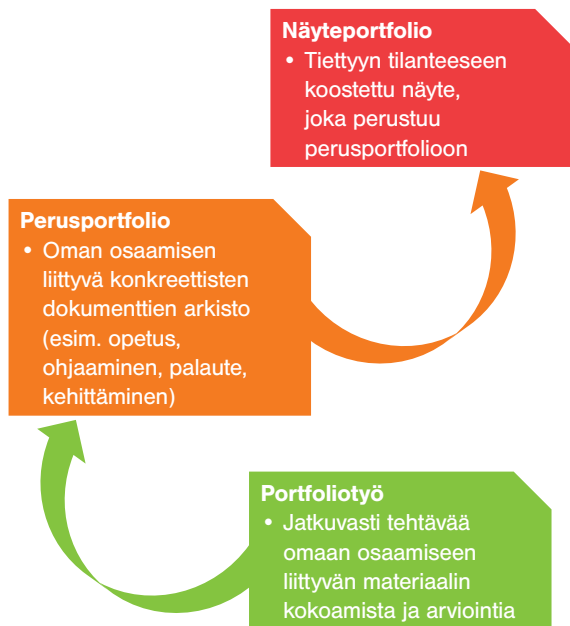 Näyteportfolio
• Tiettyyn tilanteeseen
koostettu näyte,
joka perustuu
perusportfolioon
Perusportfolio
• Oman osaamisen
liittyvä konkreettisten
dokumenttien arkisto
(esim. opetus,
ohjaaminen, palaute,
kehittäminen)
Portfoliotyö
• Jatkuvasti tehtävää
omaan osaamiseen
liittyvän materiaalin
kokoamista ja arviointia